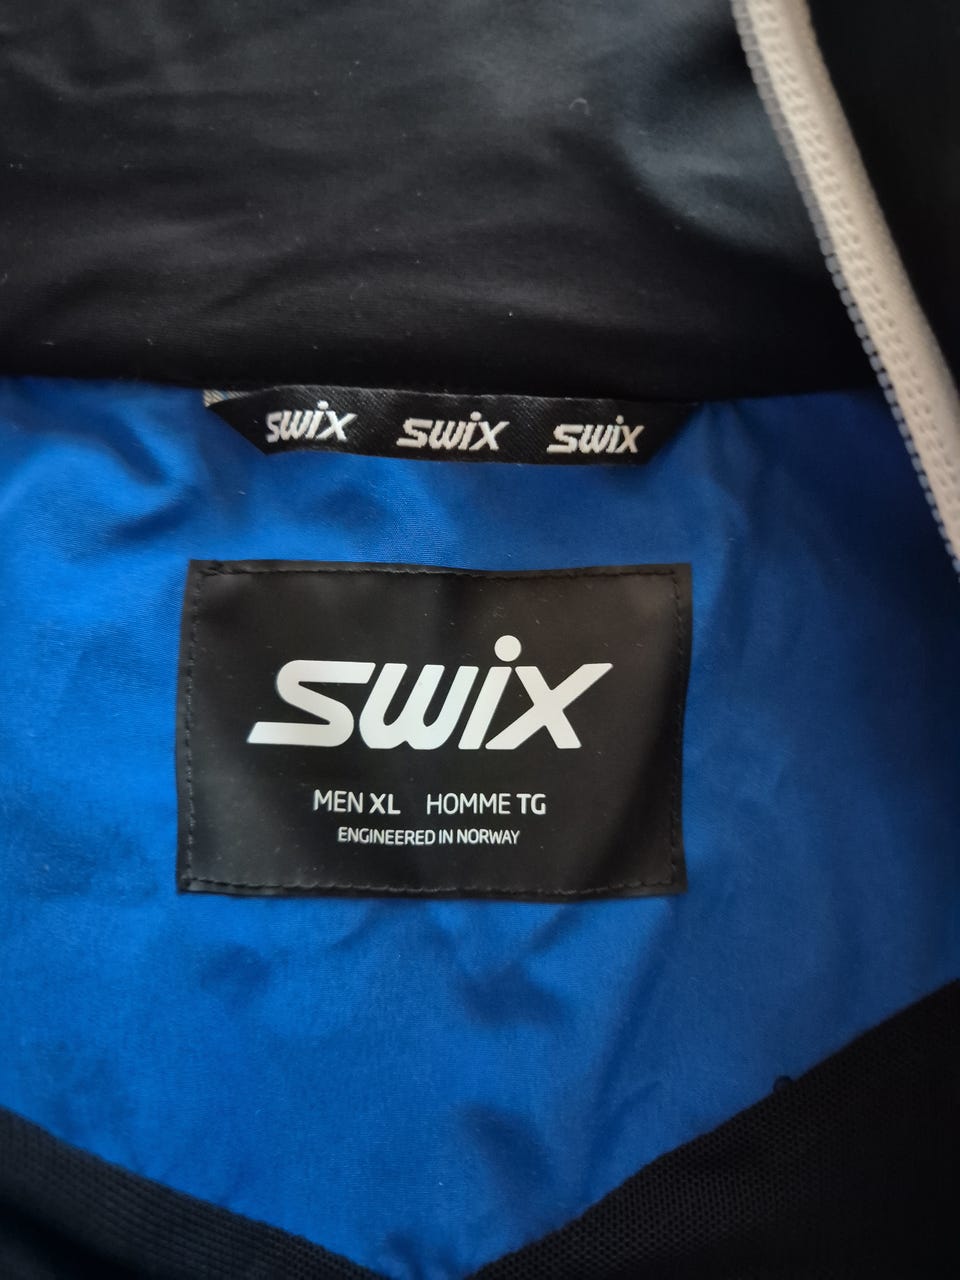 swix swix swix
swix
MEN XL HOMME TG
ENGINEERED IN NORWAY